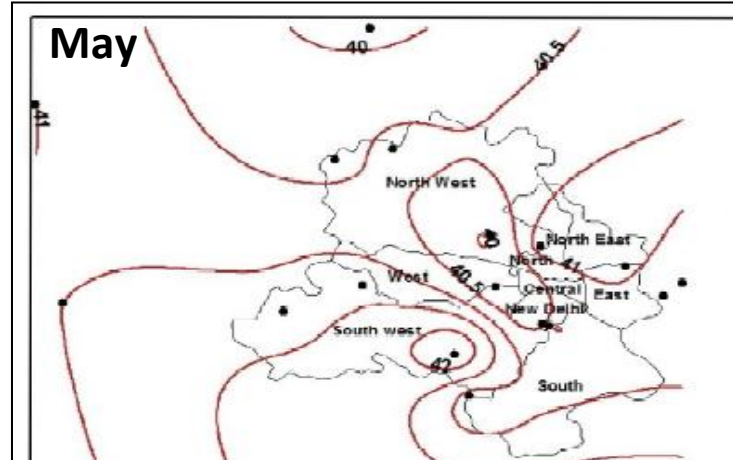 May
40
40.5
41
North West
40
North East
North
41
West
40.5
Central
East
New Delhi
South west
42
South